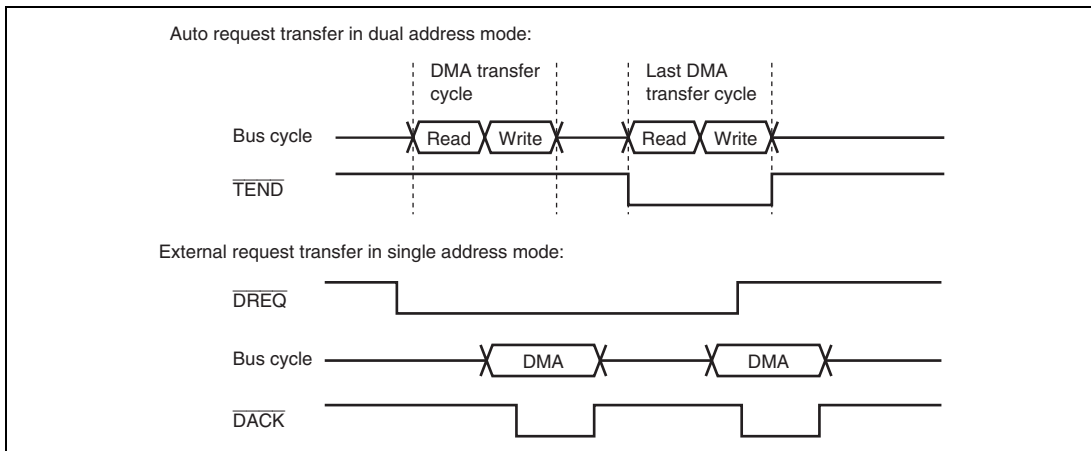 Auto request transfer in dual address mode:
DMA transfer
cycle
Last DMA
transfer cycle
Bus cycle
Read
Write
Read
Write
TEND
External request transfer in single address mode:
DREQ
Bus cycle
DMA
DMA
DACK